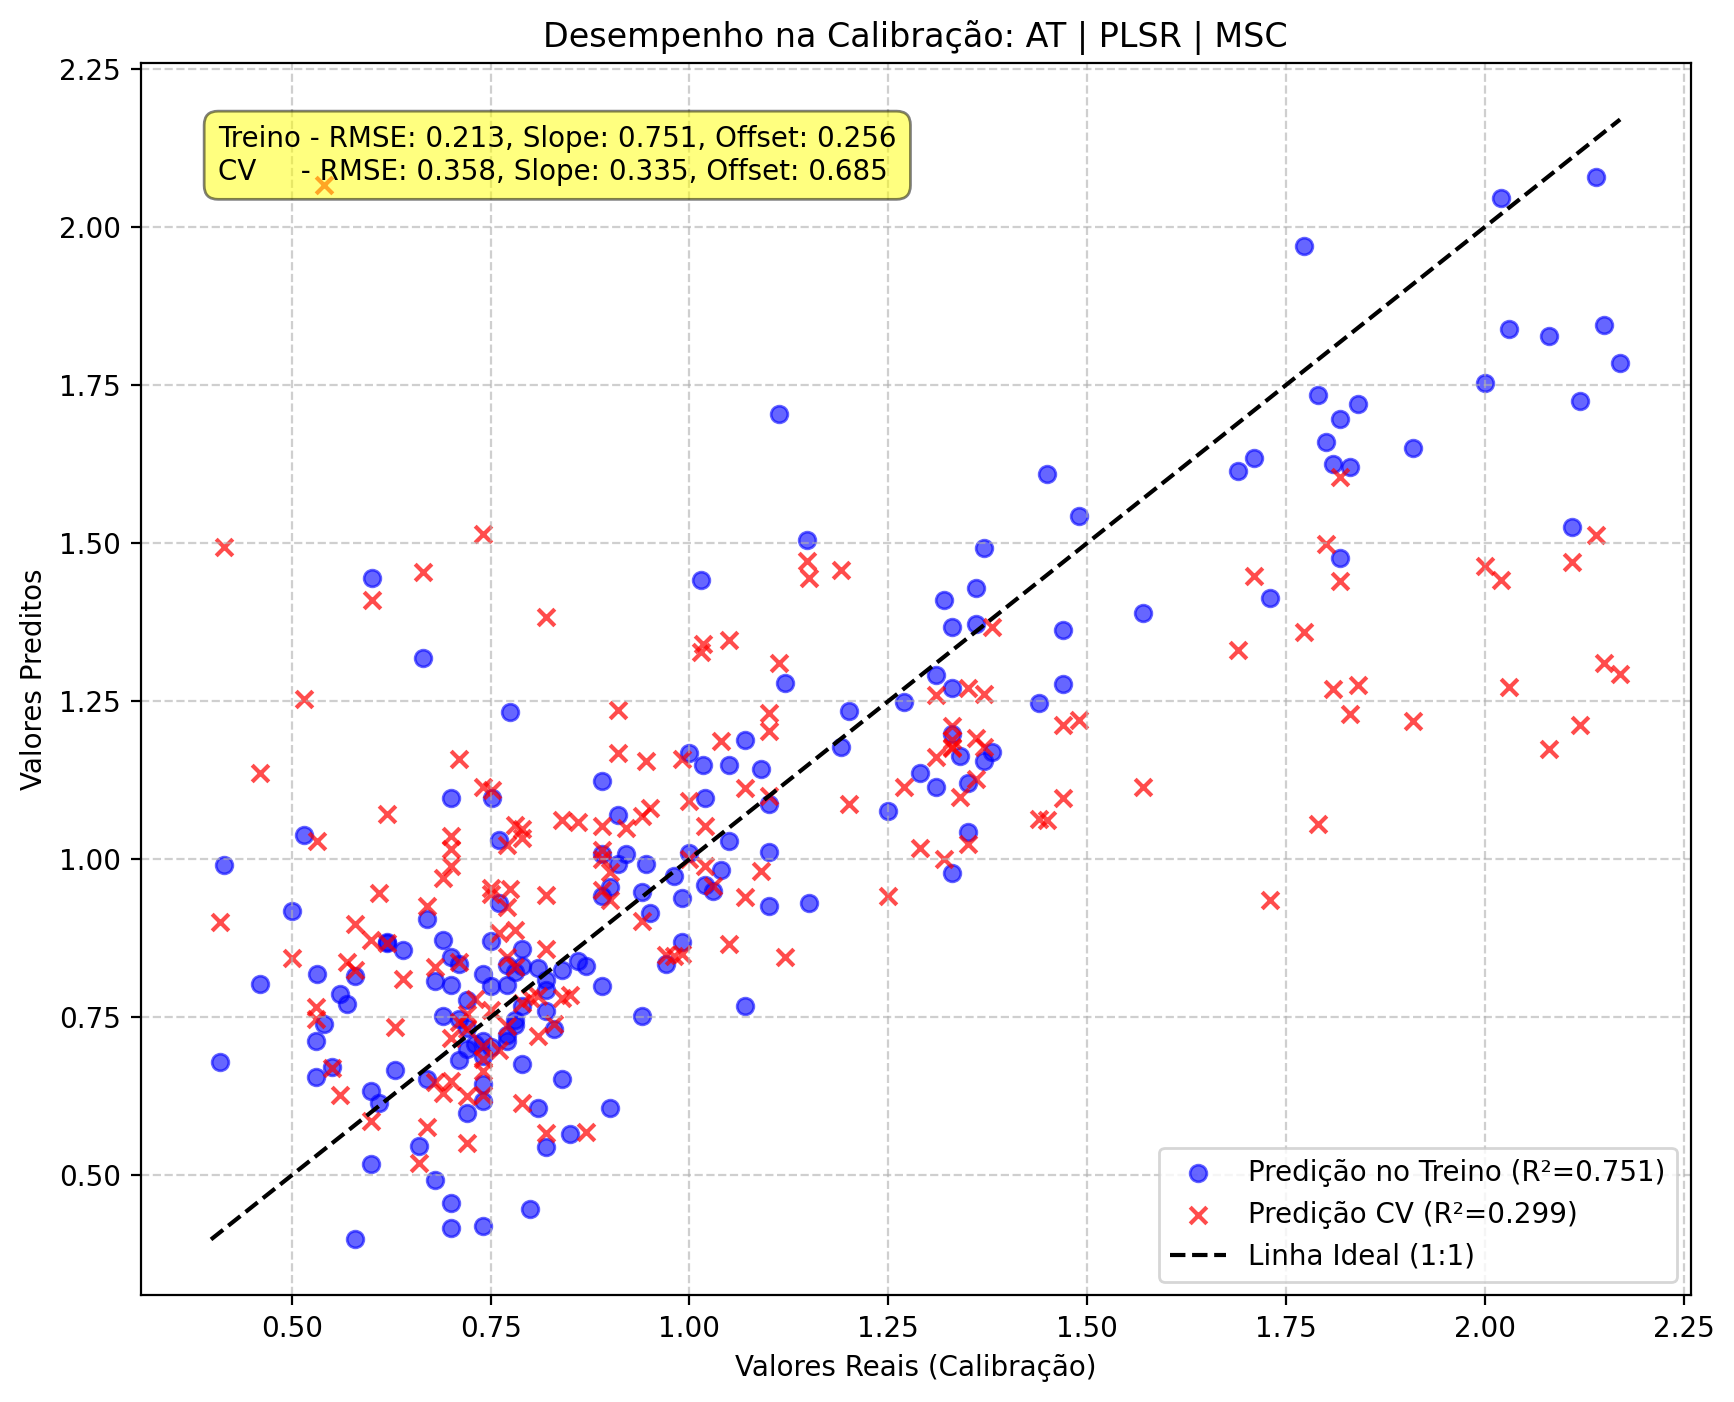 Desempenho na Calibração: AT | PLSR | MSC
2.25
2.00
1.75
1.50
1.25
1.00
0.75
0.50
Valores Preditos
Treino - RMSE: 0.213, Slope: 0.751, Offset: 0.256
CV     - RMSE: 0.358, Slope: 0.335, Offset: 0.685
Predição no Treino (R²=0.751)
Predição CV (R²=0.299)
Linha Ideal (1:1)
0.50
0.75
1.00
1.25
1.50
1.75
2.00
2.25
Valores Reais (Calibração)